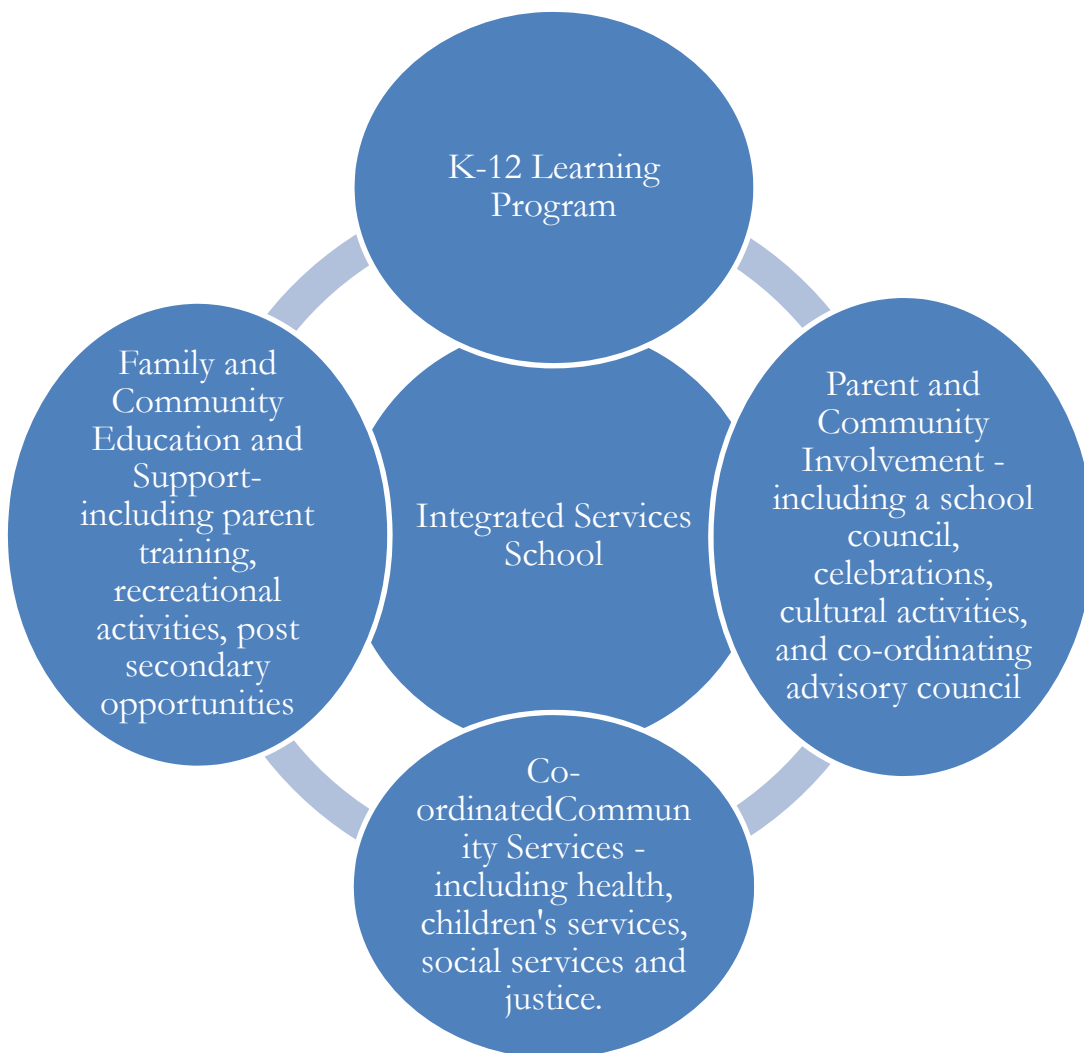 K-12 Learning
Program
Family and
Community
Education and
Support-
including parent
training,
recreational
activities, post
secondary
opportunities
Integrated Services
School
Parent and
Community
Involvement -
including a school
council,
celebrations,
cultural activities,
and co-ordinating
advisory council
Co-
ordinatedCommun
ity Services -
including health,
children's services,
social services and
justice.